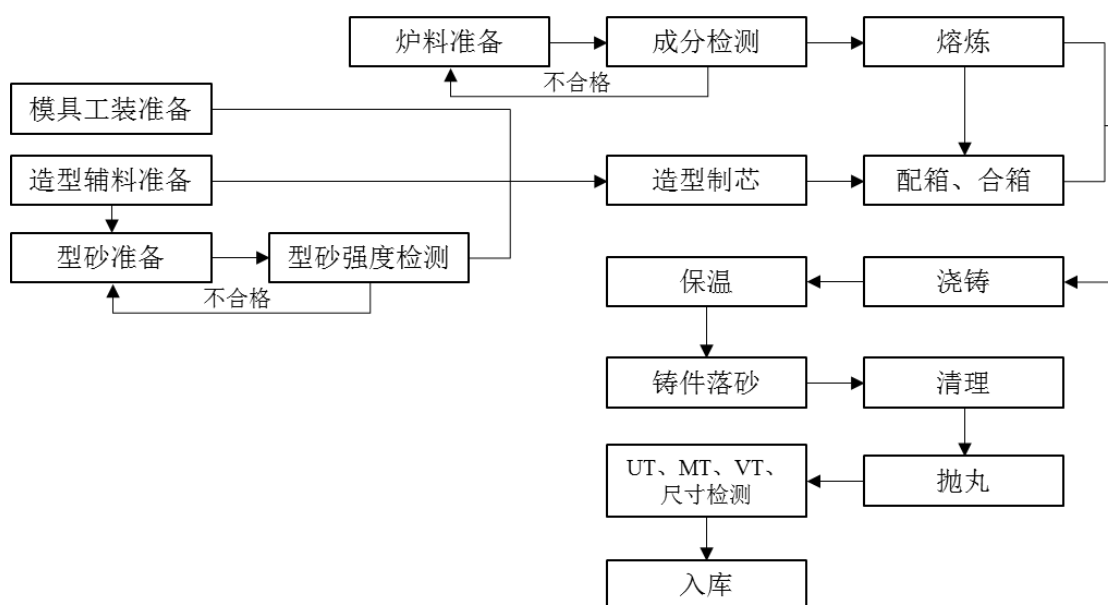 炉料准备
成分检测
熔炼
不合格
模具工装准备
造型辅料准备
造型制芯
配箱、合箱
型砂准备
型砂强度检测
不合格
保温
浇铸
铸件落砂
清理
UT、MT、VT、
尺寸检测
抛丸
入库